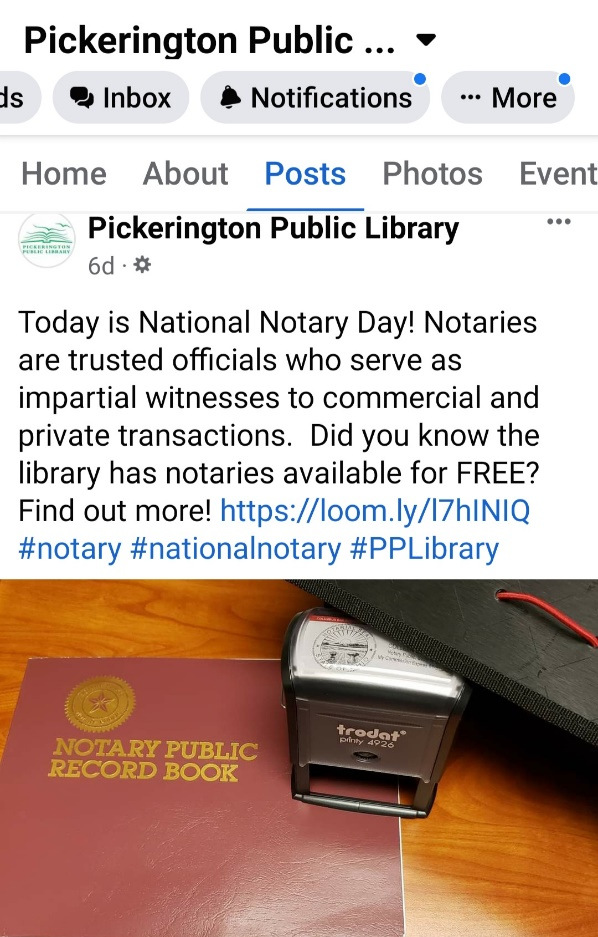 Pickerington Public ...
ds
Inbox
Notifications
More
Home
About
Posts
Photos
Event
PICKERINGTON
PUBLIC LIBRARY
Pickerington Public Library
6d
Today is National Notary Day! Notaries
are trusted officials who serve as
impartial witnesses to commercial and
private transactions.  Did you know the
library has notaries available for FREE?
Find out more! https://loom.ly/l7hINIQ
#notary #nationalnotary #PPLibrary
NOTARY PUBLIC
RECORD BOOK
trodat
printy 4926